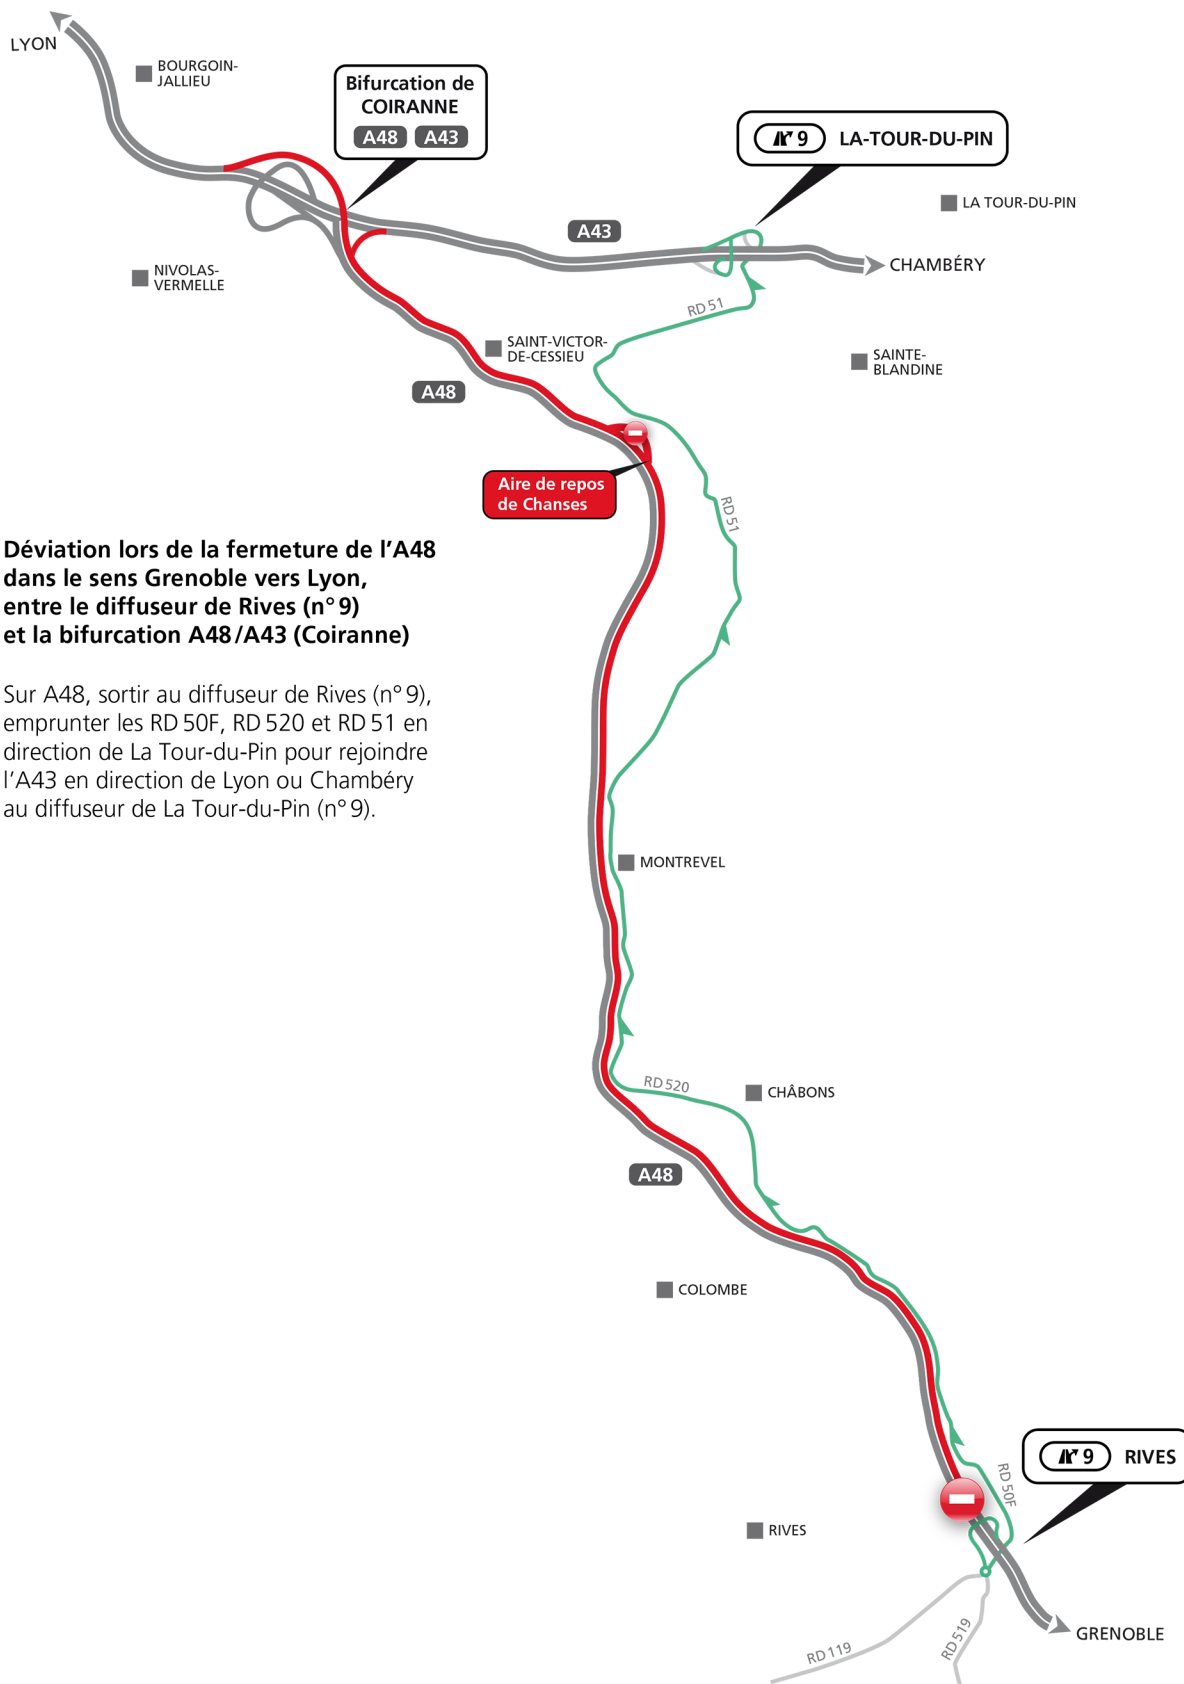 LYON
BOURGOIN-
JALLIEU
Bifurcation de
COIRANNE
A48 A43
9 LA-TOUR-DU-PIN
LA TOUR-DU-PIN
A43
CHAMBÉRY
NIVOLAS-
VERMELLE
RD 51
SAINT-VICTOR-
DE-CESSIEU
SAINTE-
BLANDINE
A48
Aire de repos
de Chanses
RD 51
Déviation lors de la fermeture de l’A48
dans le sens Grenoble vers Lyon,
entre le diffuseur de Rives (n° 9)
et la bifurcation A48/A43 (Coiranne)
Sur A48, sortir au diffuseur de Rives (n° 9),
emprunter les RD 50F, RD 520 et RD 51 en
direction de La Tour-du-Pin pour rejoindre
l’A43 en direction de Lyon ou Chambéry
au diffuseur de La Tour-du-Pin (n° 9).
MONTREVEL
RD 520
CHÂBONS
A48
COLOMBE
9 RIVES
RD 50F
RIVES
GRENOBLE
RD 119
RD 519